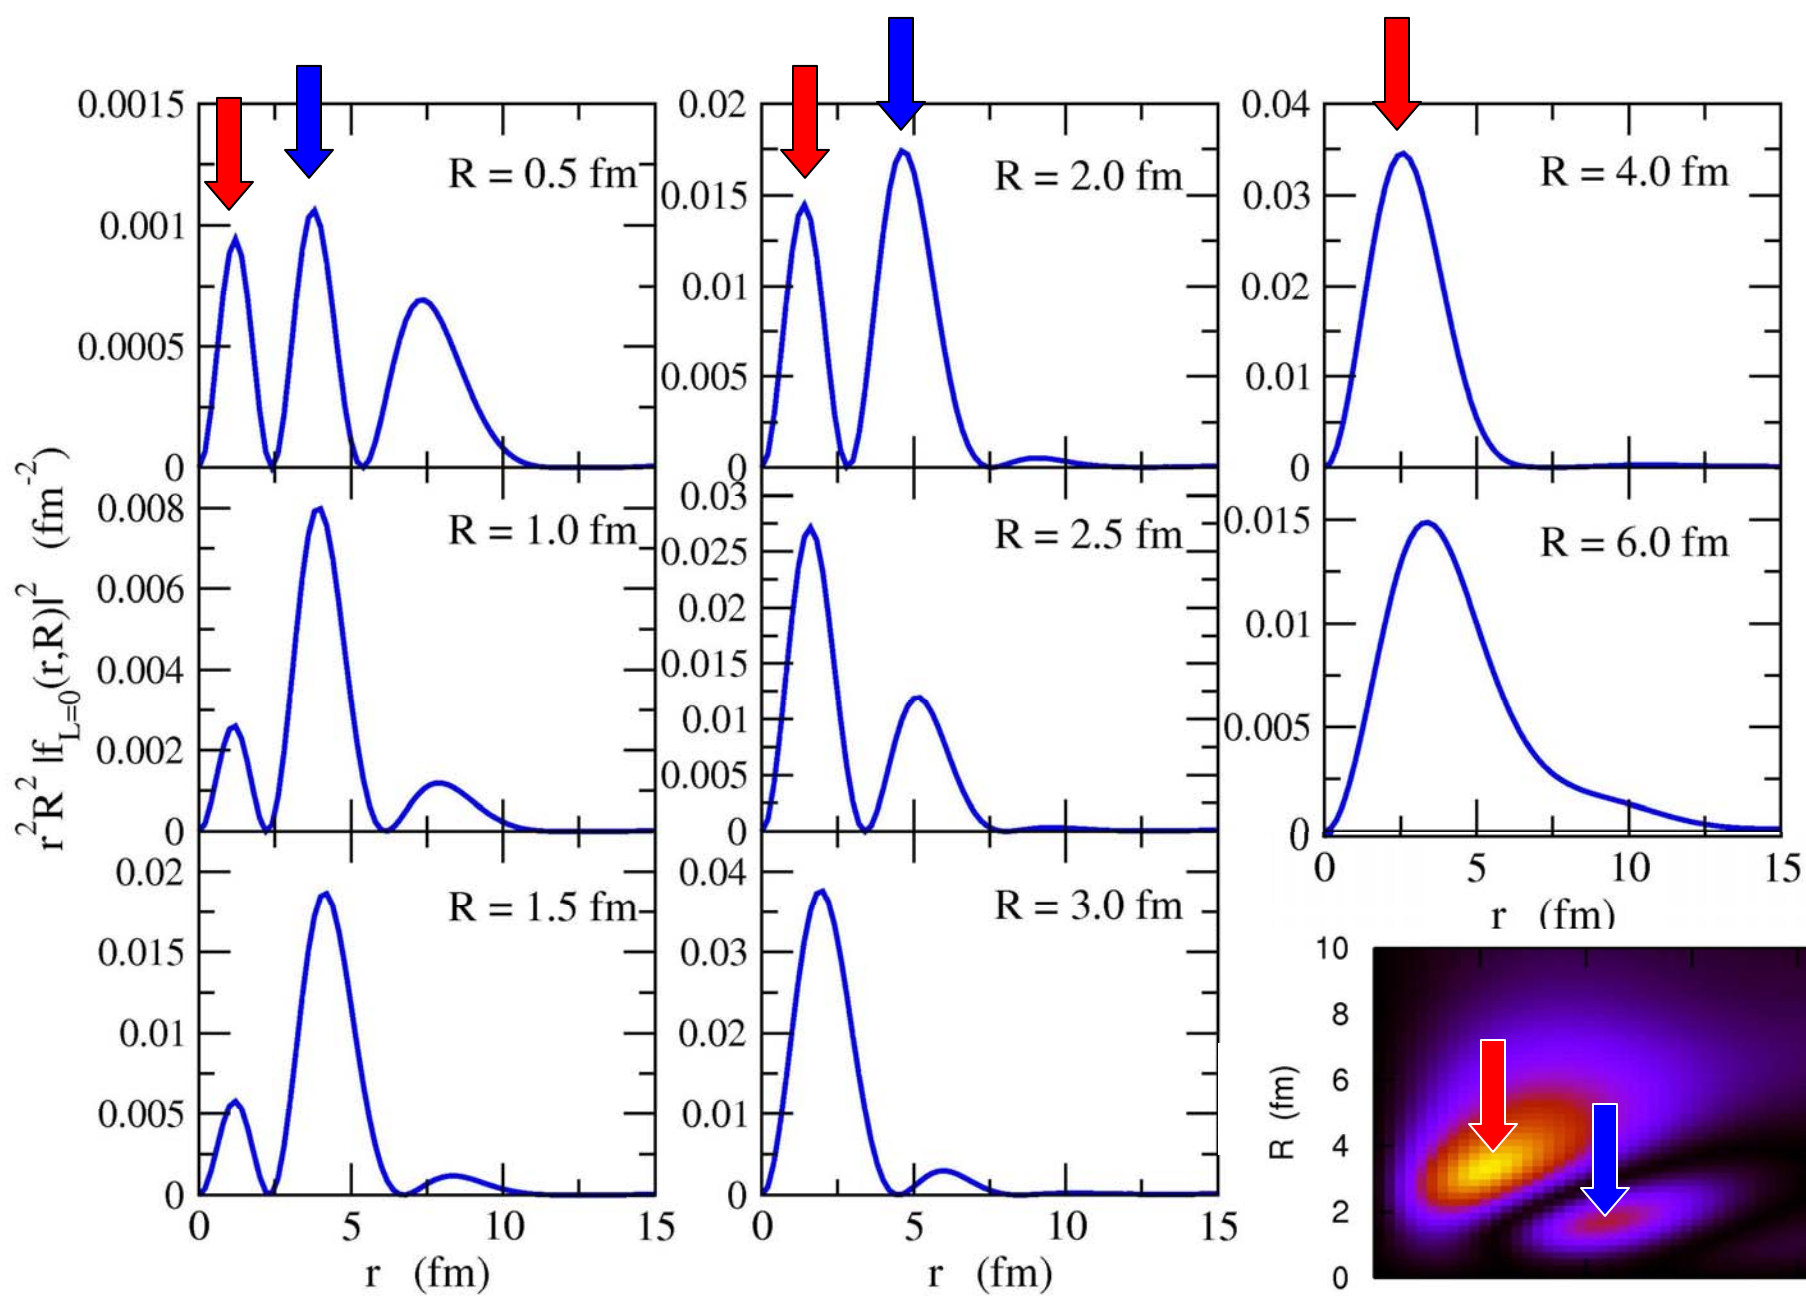 r²R² |f_{L=0}(r,R)|² (fm⁻²)
0.0015
0.001
0.0005
0
R = 0.5 fm
0.008
0.006
0.004
0.002
0
R = 1.0 fm
0.02
0.015
0.01
0.005
0
R = 1.5 fm
0 5 10 15
r (fm)
0.02
0.015
0.01
0.005
0
R = 2.0 fm
0.03
0.025
0.02
0.015
0.01
0.005
0
R = 2.5 fm
0.04
0.03
0.02
0.01
0
R = 3.0 fm
0 5 10 15
r (fm)
0.04
0.03
0.02
0.01
0
R = 4.0 fm
0.015
0.01
0.005
0
R = 6.0 fm
0 5 10 15
r (fm)
10
8
6
4
2
0
R (fm)